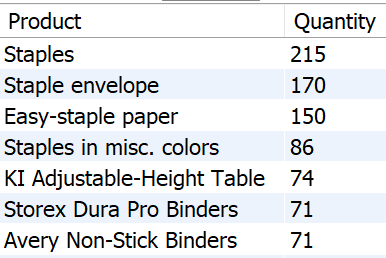 Product Quantity
Staples 215
Staple envelope 170
Easy-staple paper 150
Staples in misc. colors 86
KI Adjustable-Height Table 74
Storex Dura Pro Binders 71
Avery Non-Stick Binders 71